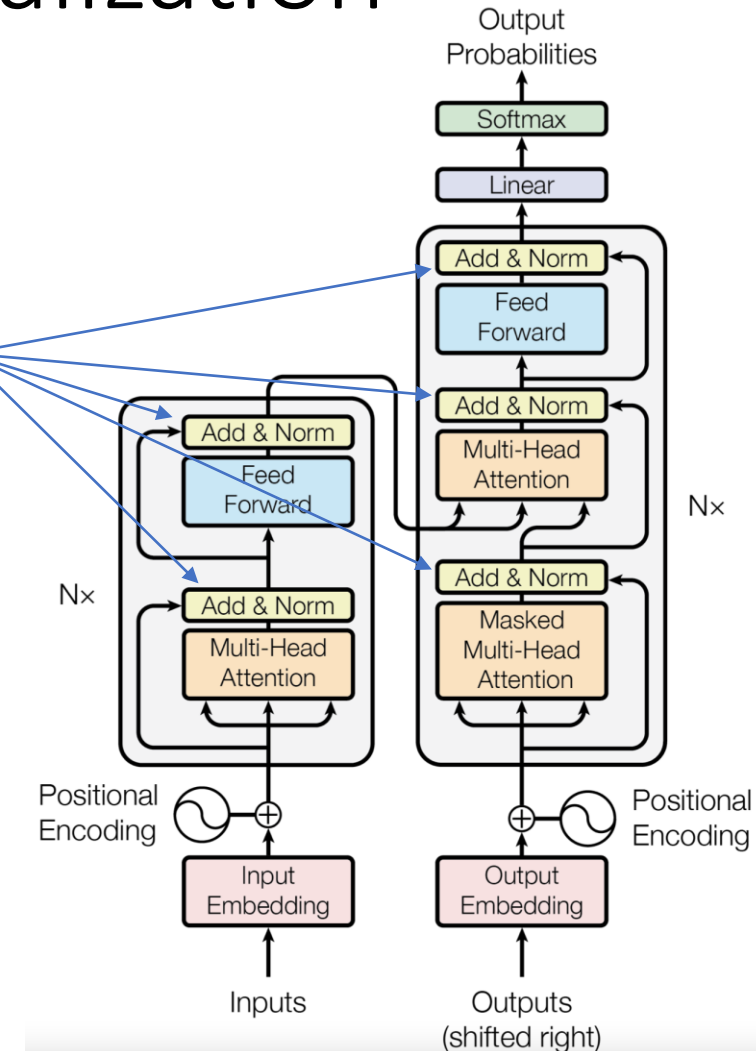 Output
Probabilities
Softmax
Linear
Add & Norm
Feed
Forward
Add & Norm
Multi-Head
Attention
Nx
Add & Norm
Masked
Multi-Head
Attention
Add & Norm
Feed
Forward
Nx
Add & Norm
Multi-Head
Attention
Positional
Encoding
Positional
Encoding
Input
Embedding
Output
Embedding
Inputs
Outputs
(shifted right)